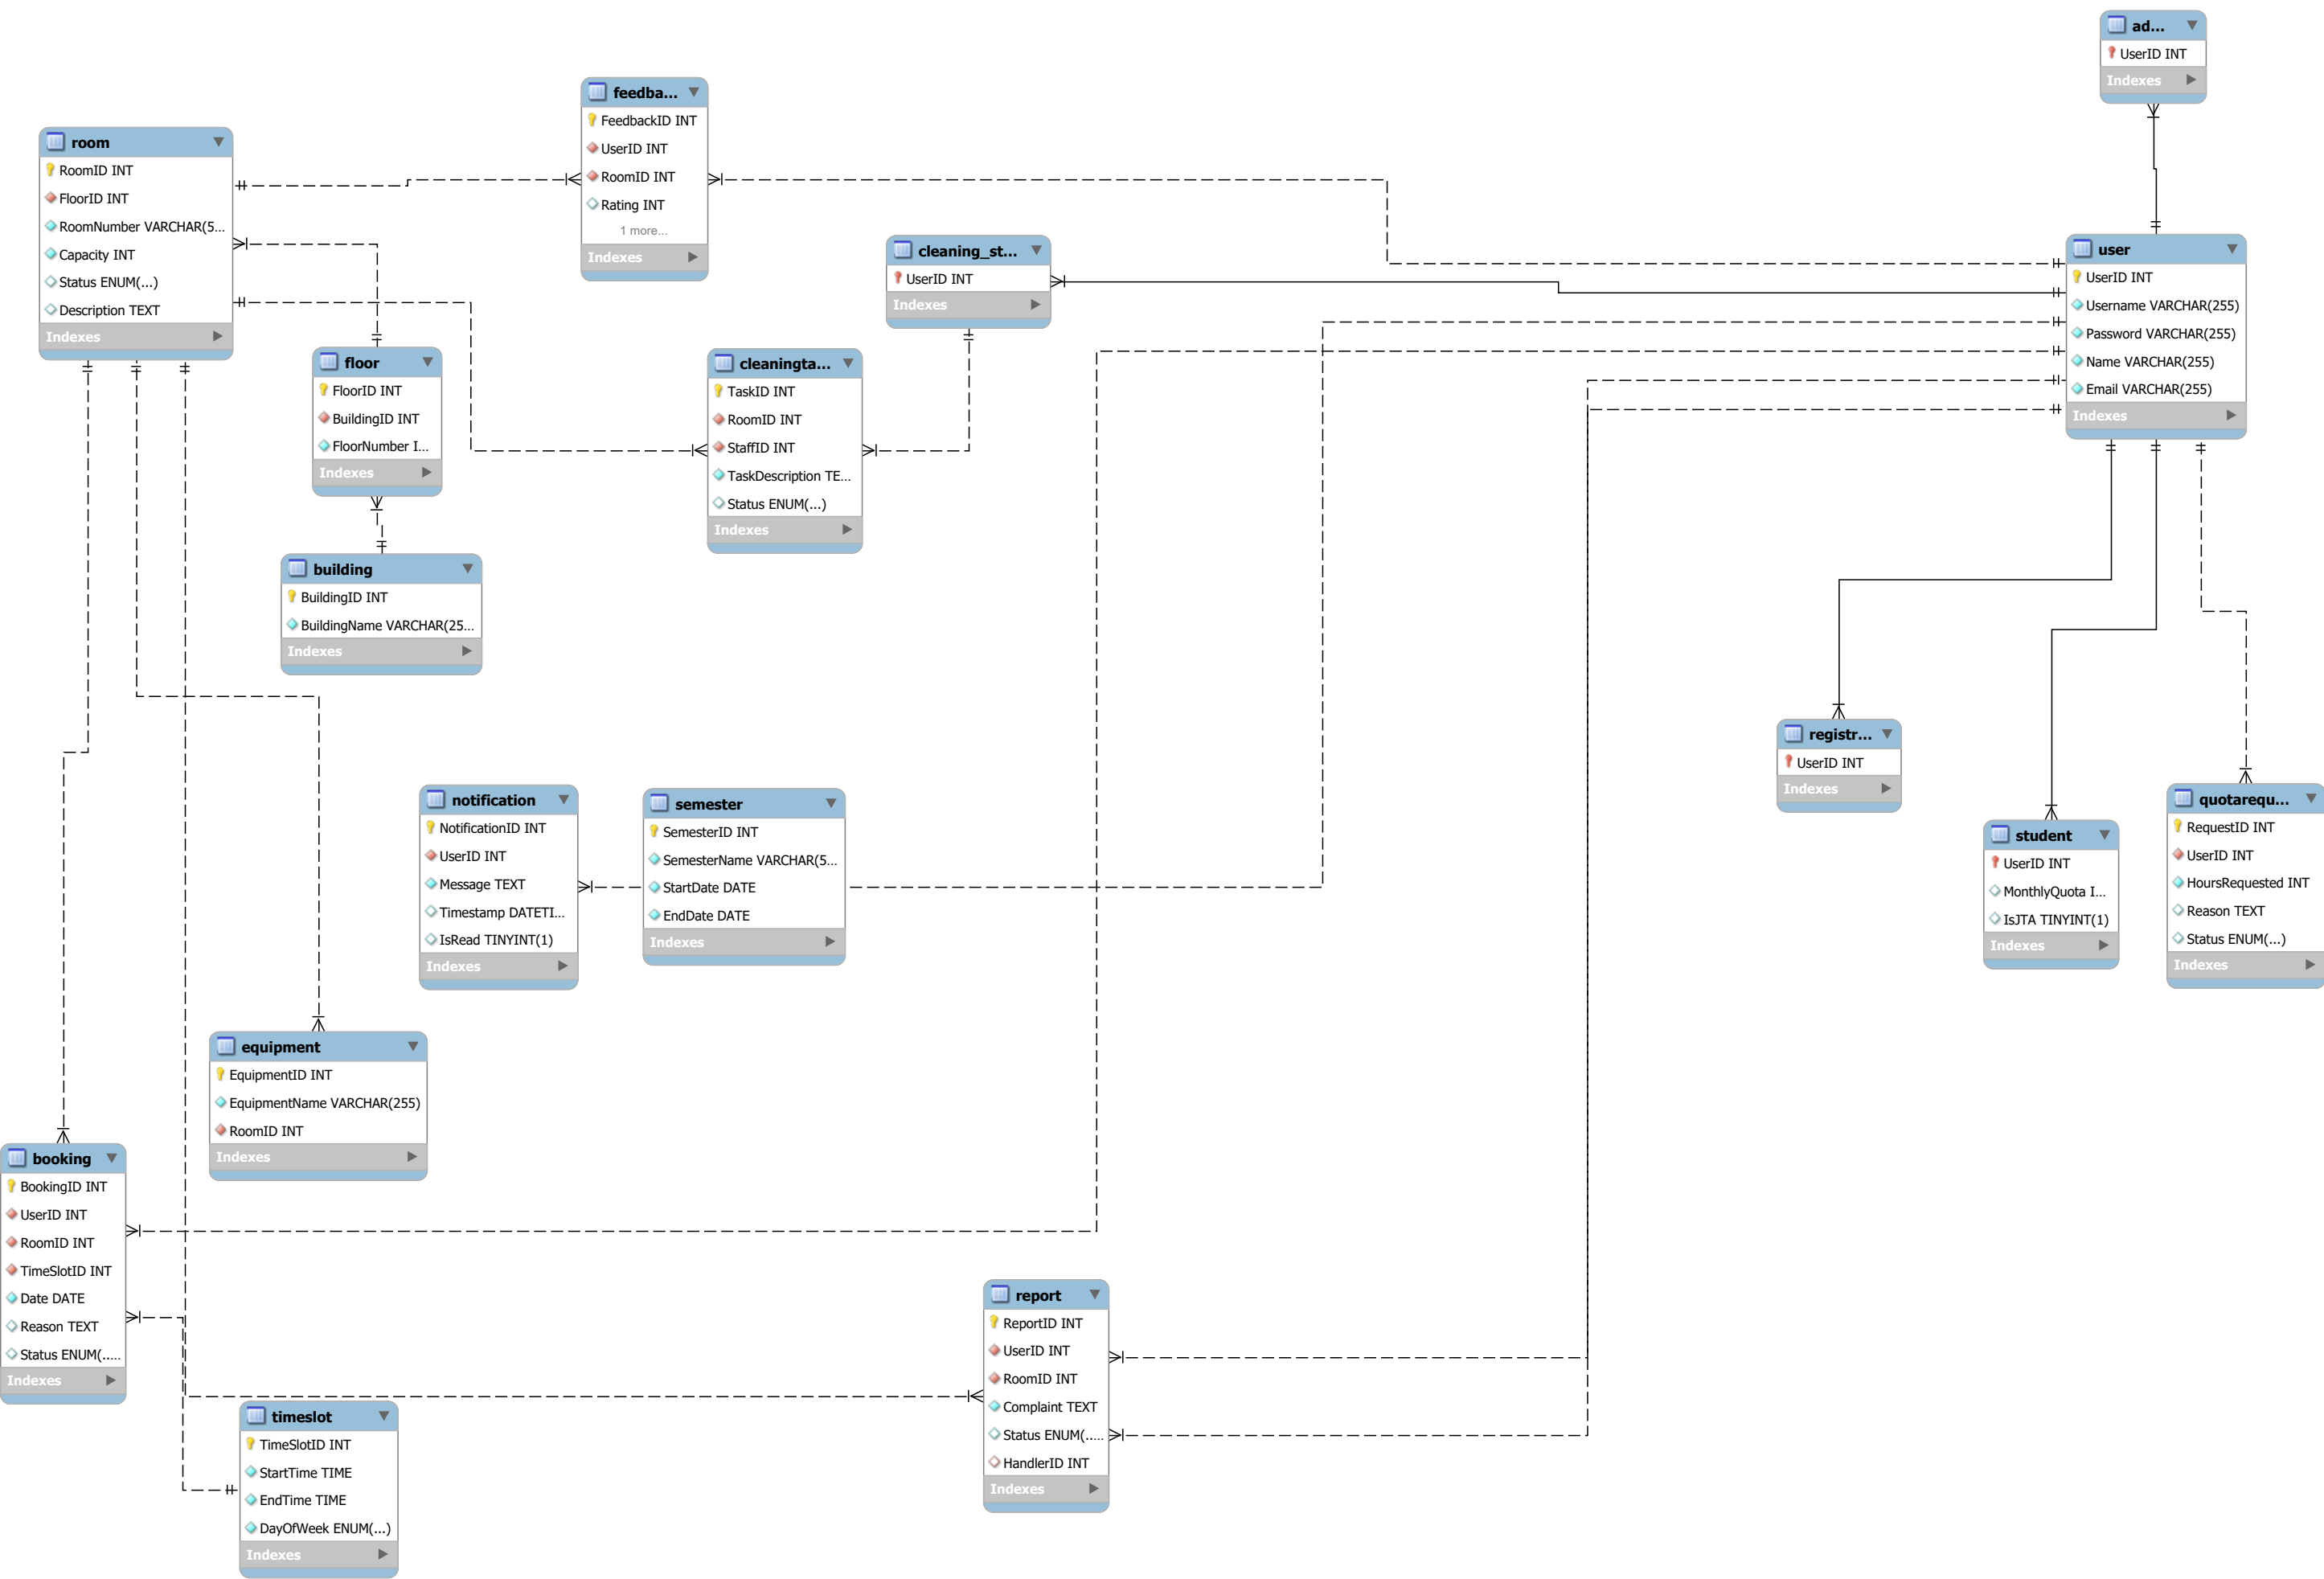 ad...
UserID INT
Indexes
feedba...
FeedbackID INT
UserID INT
RoomID INT
Rating INT
1 more...
Indexes
room
RoomID INT
FloorID INT
RoomNumber VARCHAR(5...
Capacity INT
Status ENUM(...)
Description TEXT
Indexes
cleaning_st...
UserID INT
Indexes
user
UserID INT
Username VARCHAR(255)
Password VARCHAR(255)
Name VARCHAR(255)
Email VARCHAR(255)
Indexes
floor
FloorID INT
BuildingID INT
FloorNumber I...
Indexes
cleaningta...
TaskID INT
RoomID INT
StaffID INT
TaskDescription TE...
Status ENUM(...)
Indexes
building
BuildingID INT
BuildingName VARCHAR(25...
Indexes
registr...
UserID INT
Indexes
student
UserID INT
MonthlyQuota I...
IsJTA TINYINT(1)
Indexes
quotarequ...
RequestID INT
UserID INT
HoursRequested INT
Reason TEXT
Status ENUM(...)
Indexes
notification
NotificationID INT
UserID INT
Message TEXT
Timestamp DATETI...
IsRead TINYINT(1)
Indexes
semester
SemesterID INT
SemesterName VARCHAR(5...
StartDate DATE
EndDate DATE
Indexes
equipment
EquipmentID INT
EquipmentName VARCHAR(255)
RoomID INT
Indexes
booking
BookingID INT
UserID INT
RoomID INT
TimeSlotID INT
Date DATE
Reason TEXT
Status ENUM(.....
Indexes
report
ReportID INT
UserID INT
RoomID INT
Complaint TEXT
Status ENUM(.....
HandlerID INT
Indexes
timeslot
TimeSlotID INT
StartTime TIME
EndTime TIME
DayOfWeek ENUM(...)
Indexes